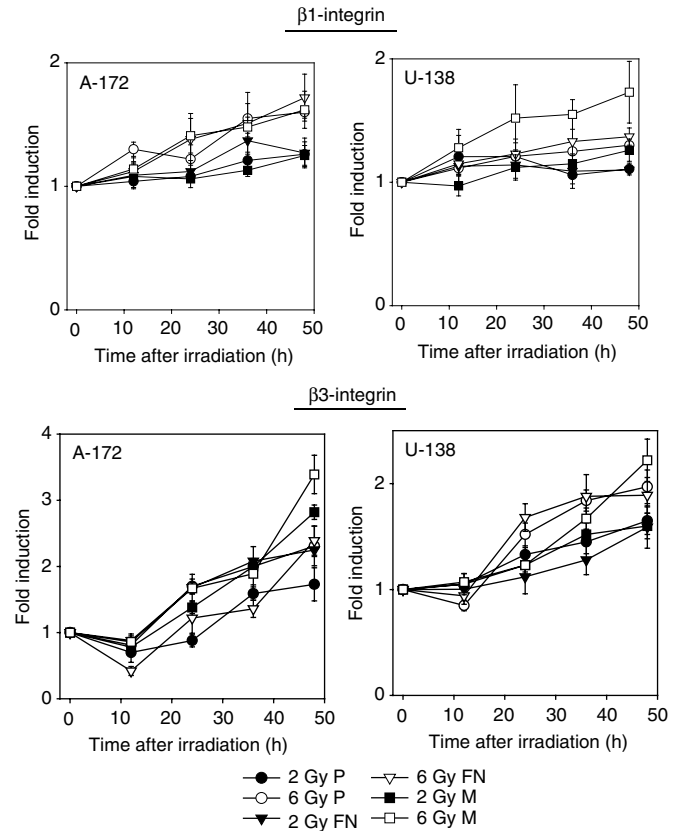 β1-integrin
A-172
U-138
2
1
0
Fold induction
0 10 20 30 40 50
Time after irradiation (h)
2
1
0
Fold induction
0 10 20 30 40 50
Time after irradiation (h)
β3-integrin
A-172
U-138
4
3
2
1
0
Fold induction
0 10 20 30 40 50
Time after irradiation (h)
2
1
0
Fold induction
0 10 20 30 40 50
Time after irradiation (h)
2 Gy P
6 Gy P
2 Gy FN
6 Gy FN
2 Gy M
6 Gy M